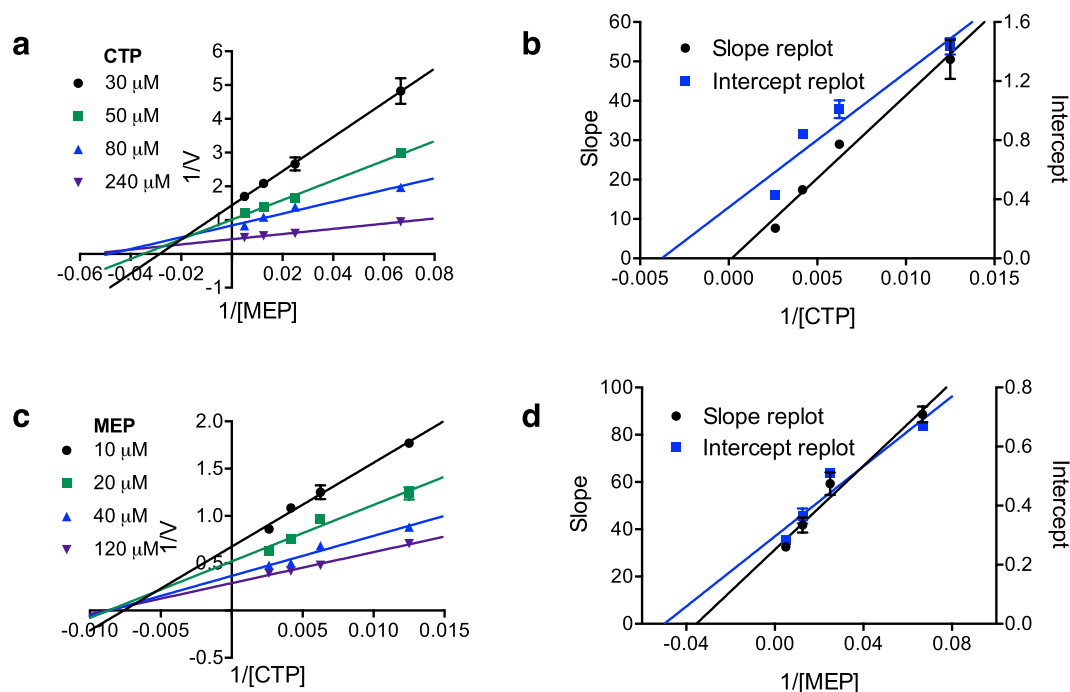 a
CTP
30 μM
50 μM
80 μM
240 μM
6
5
4
3
2
1
-1
1/V
-0.06 -0.04 -0.02 0.00 0.02 0.04 0.06 0.08
1/[MEP]
b
Slope replot
Intercept replot
60
50
40
30
20
10
0
Slope
1.6
1.2
0.8
0.4
0.0
Intercept
-0.005 0.000 0.005 0.010 0.015
1/[CTP]
c
MEP
10 μM
20 μM
40 μM
120 μM
2.0
1.5
1.0
0.5
-0.5
1/V
-0.010 -0.005 0.000 0.005 0.010 0.015
1/[CTP]
d
Slope replot
Intercept replot
100
80
60
40
20
0
Slope
0.8
0.6
0.4
0.2
0.0
Intercept
-0.04 0.00 0.04 0.08
1/[MEP]